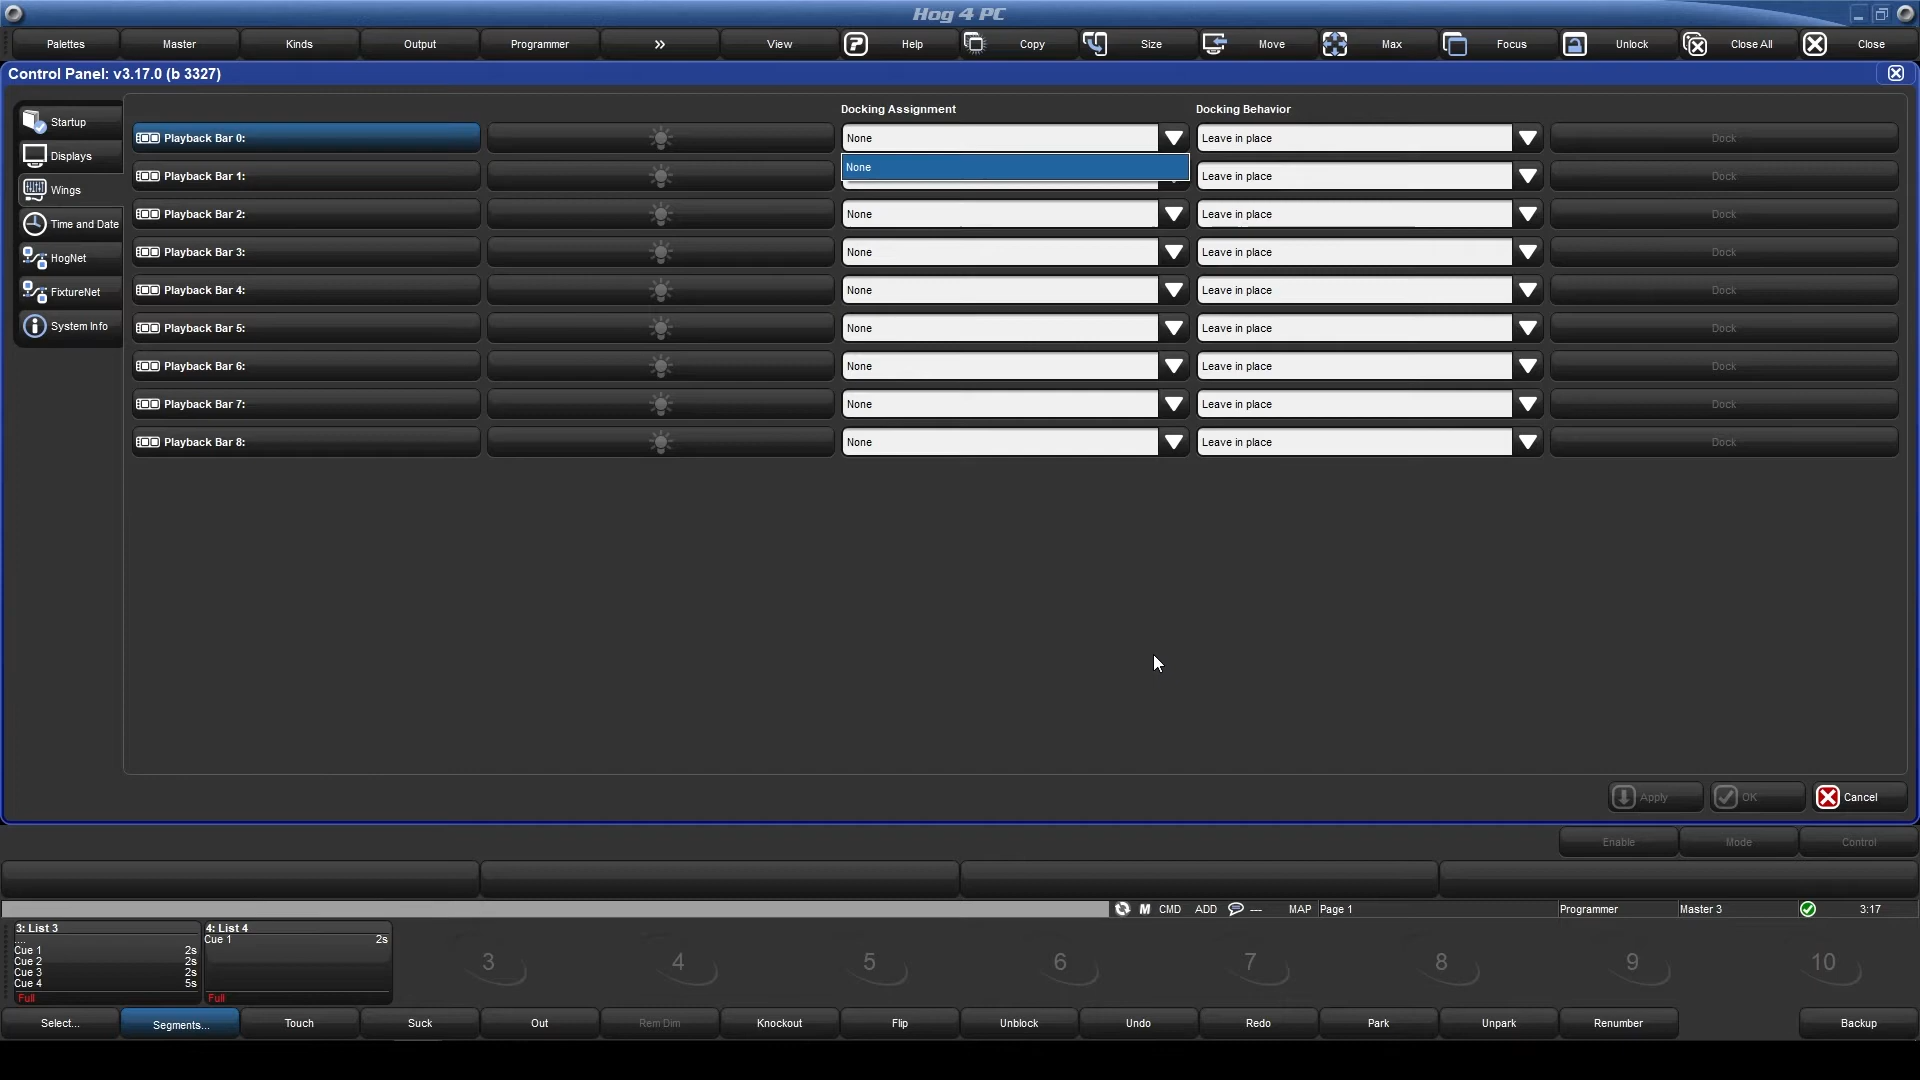 Hog 4 PC
Palettes Master Kinds Output Programmer » View Help Copy Size Move Max Focus Unlock Close All Close
Control Panel: v3.17.0 (b 3327)
Docking Assignment Docking Behavior
Startup
Displays
Wings
Time and Date
HogNet
FixtureNet
System Info
Playback Bar 0: None Leave in place Dock
None
Playback Bar 1: Leave in place Dock
Playback Bar 2: None Leave in place Dock
Playback Bar 3: None Leave in place Dock
Playback Bar 4: None Leave in place Dock
Playback Bar 5: None Leave in place Dock
Playback Bar 6: None Leave in place Dock
Playback Bar 7: None Leave in place Dock
Playback Bar 8: None Leave in place Dock
Apply OK Cancel
Enable Mode Control
M CMD ADD --- MAP Page 1 Programmer Master 3 3:17
3: List 3
....
Cue 1 2s
Cue 2 2s
Cue 3 2s
Cue 4 5s
Full
4: List 4
Cue 1 2s
Full
3 4 5 6 7 8 9 10
Select... Segments... Touch Suck Out Rem Dim Knockout Flip Unblock Undo Redo Park Unpark Renumber Backup